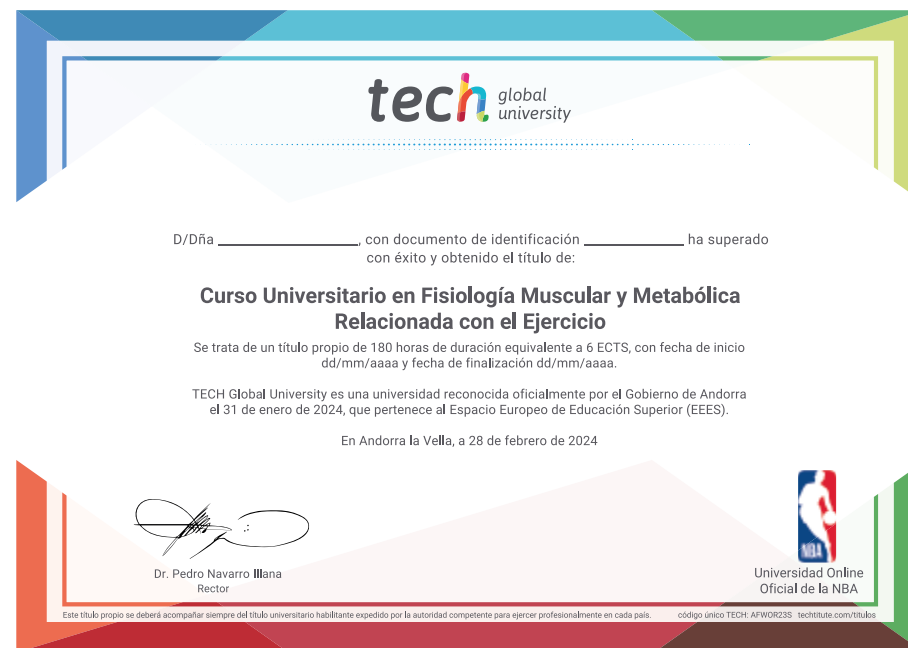 tech global university
D/Dña ____________, con documento de identificación ____________ ha superado
con éxito y obtenido el título de:
Curso Universitario en Fisiología Muscular y Metabólica
Relacionada con el Ejercicio
Se trata de un título propio de 180 horas de duración equivalente a 6 ECTS, con fecha de inicio
dd/mm/aaaa y fecha de finalización dd/mm/aaaa.
TECH Global University es una universidad reconocida oficialmente por el Gobierno de Andorra
el 31 de enero de 2024, que pertenece al Espacio Europeo de Educación Superior (EEES).
En Andorra la Vella, a 28 de febrero de 2024
Dr. Pedro Navarro Illana
Rector
NBA
Universidad Online
Oficial de la NBA
Este título propio se deberá acompañar siempre del título universitario habilitante expedido por la autoridad competente para ejercer profesionalmente en cada país.
código único TECH: AFWOR23S techtitute.com/titulos